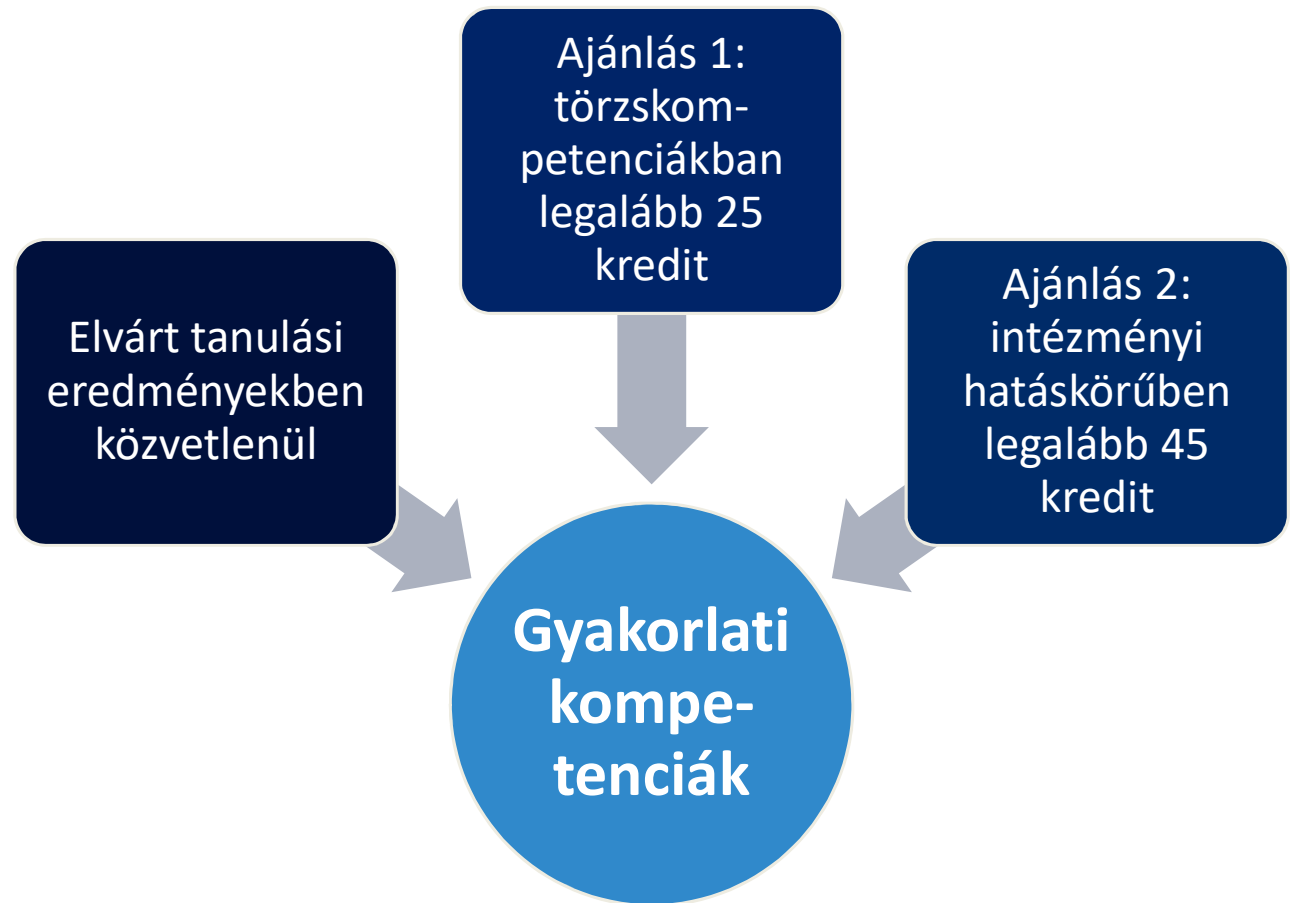 Elvárt tanulási
eredményekben
közvetlenül
Ajánlás 1:
törzskom-
petenciákban
legalább 25
kredit
Ajánlás 2:
intézményi
hatáskörűben
legalább 45
kredit
Gyakorlati
kompe-
tenciák